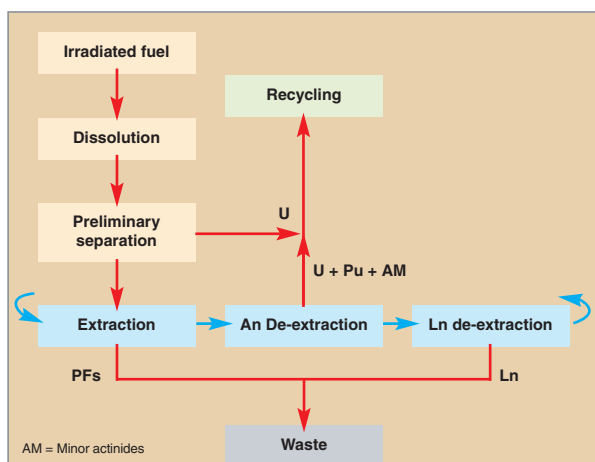 Irradiated fuel
Recycling
Dissolution
Preliminary
separation
U
U + Pu + AM
Extraction
An De-extraction
Ln de-extraction
PFs
Ln
Waste
AM = Minor actinides